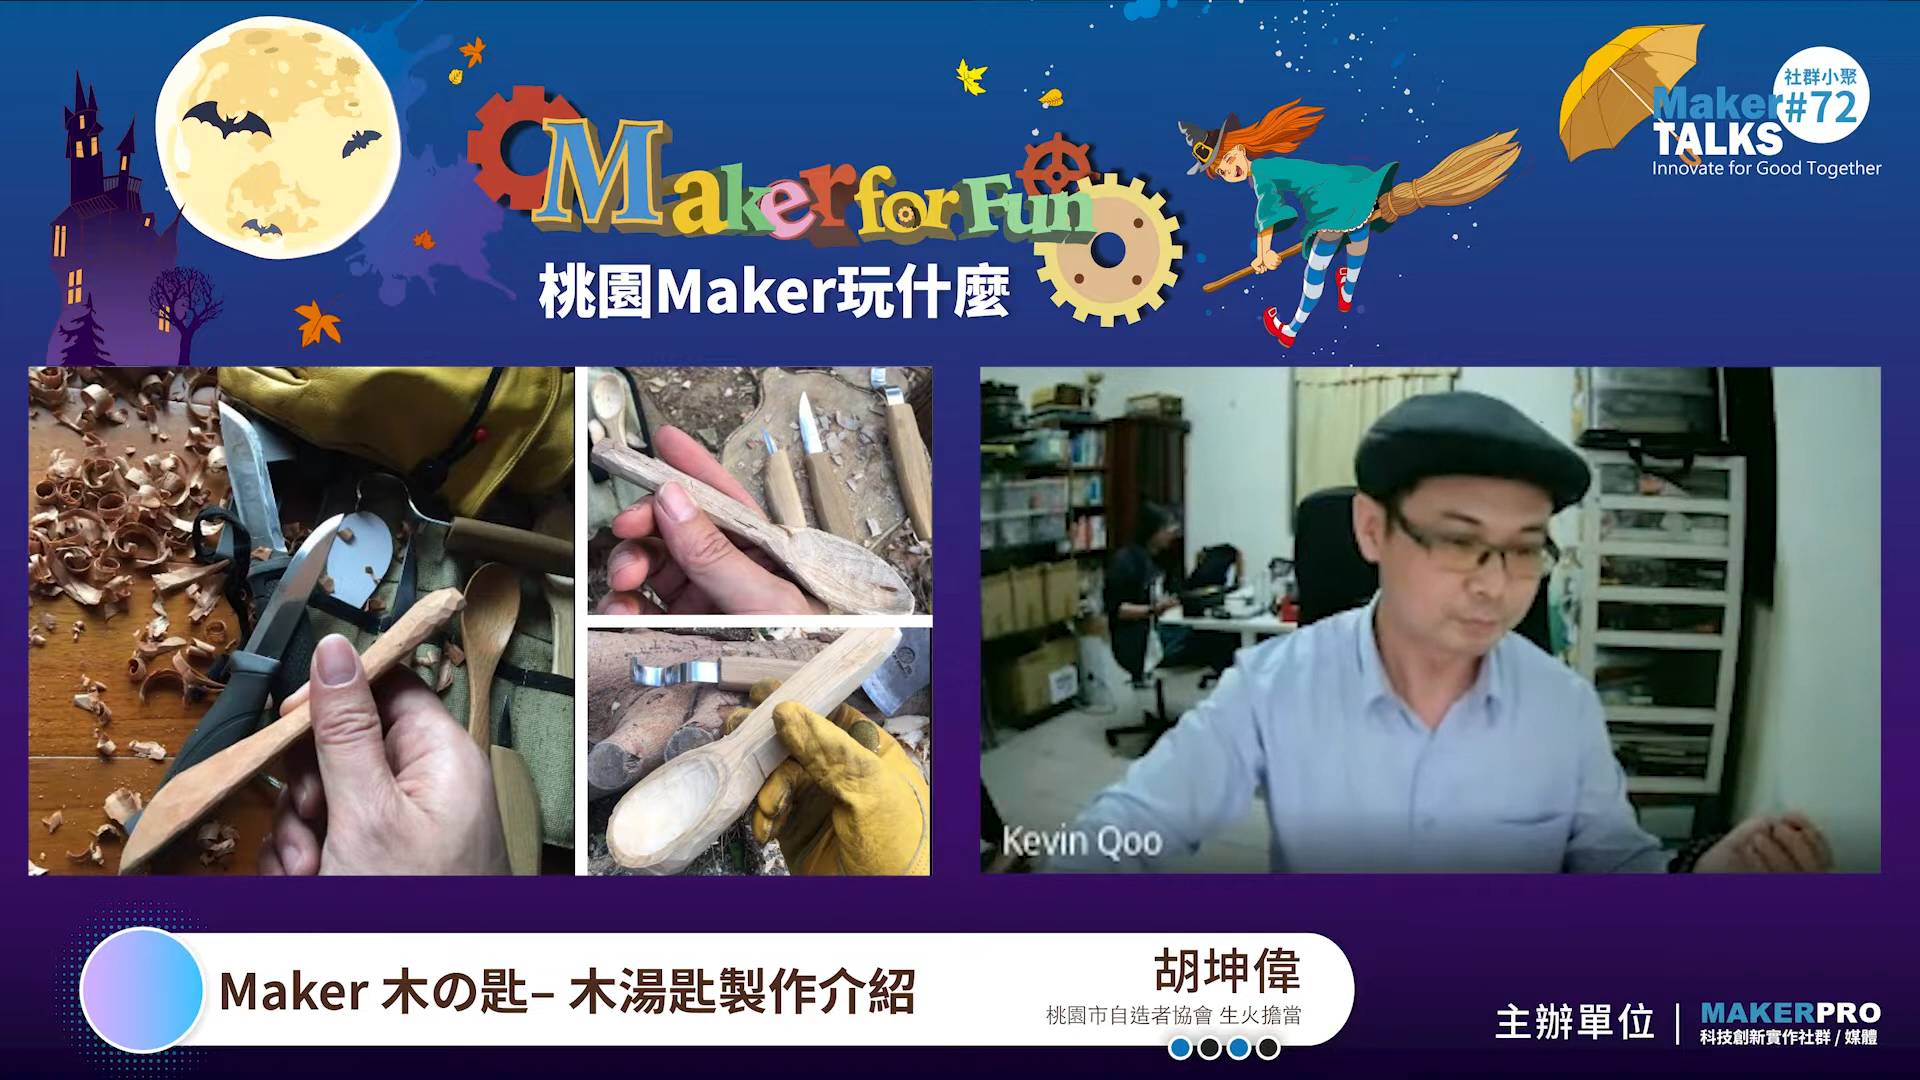 社群小聚
Maker #72
TALKS
Innovate for Good Together
Maker for Fun
桃園Maker玩什麼
Kevin Qoo
Maker 木の匙– 木湯匙製作介紹
胡坤偉
桃園市自造者協會 生火擔當
主辦單位 | MAKERPRO
科技創新實作社群 / 媒體